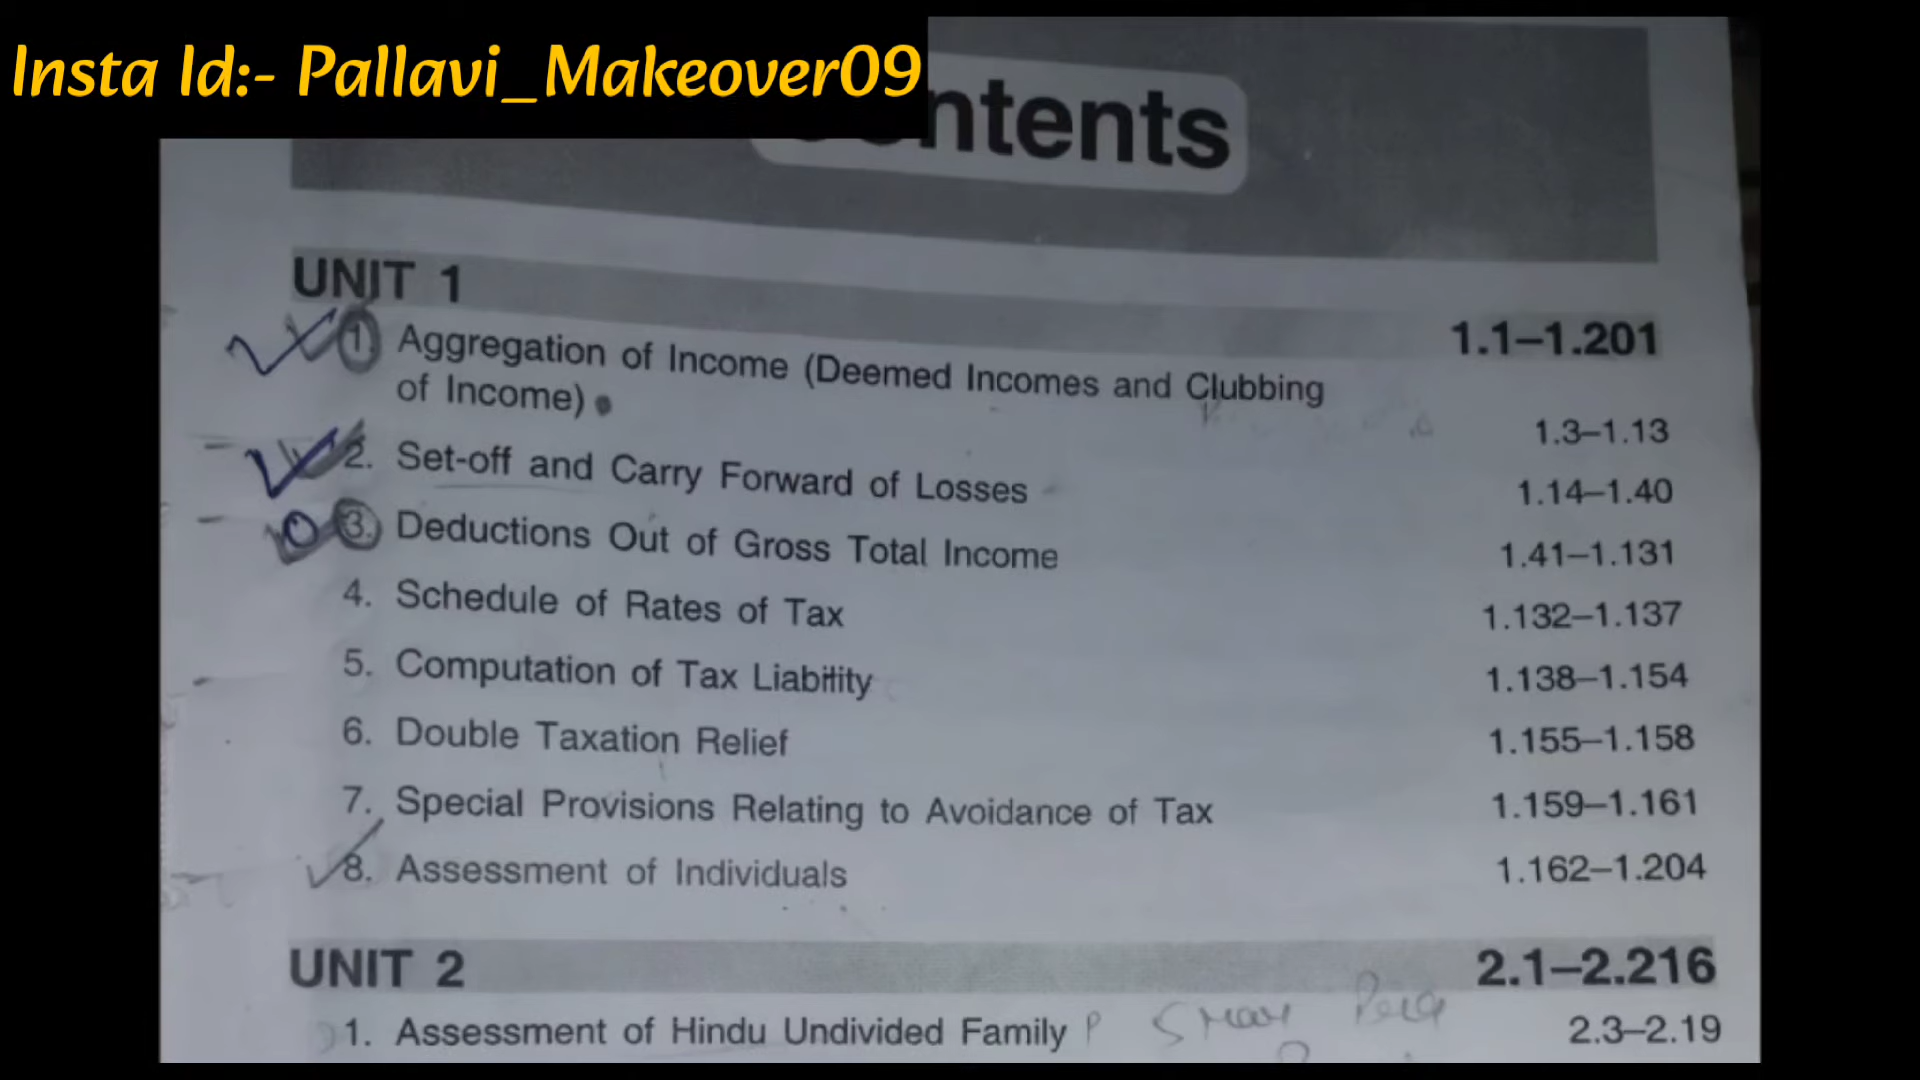 Insta Id:- Pallavi_Makeover09
ntents
UNIT 1 1.1–1.201
1. Aggregation of Income (Deemed Incomes and Clubbing
of Income) 1.3–1.13
2. Set-off and Carry Forward of Losses 1.14–1.40
3. Deductions Out of Gross Total Income 1.41–1.131
4. Schedule of Rates of Tax 1.132–1.137
5. Computation of Tax Liability 1.138–1.154
6. Double Taxation Relief 1.155–1.158
7. Special Provisions Relating to Avoidance of Tax 1.159–1.161
8. Assessment of Individuals 1.162–1.204
UNIT 2 2.1–2.216
1. Assessment of Hindu Undivided Family 2.3–2.19